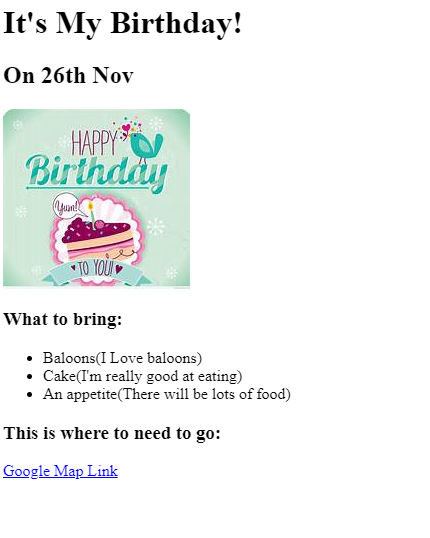 It's My Birthday!
On 26th Nov
HAPPY
Birthday
Yum!
TO YOU!
What to bring:
Baloons(I Love baloons)
Cake(I'm really good at eating)
An appetite(There will be lots of food)
This is where to need to go:
Google Map Link